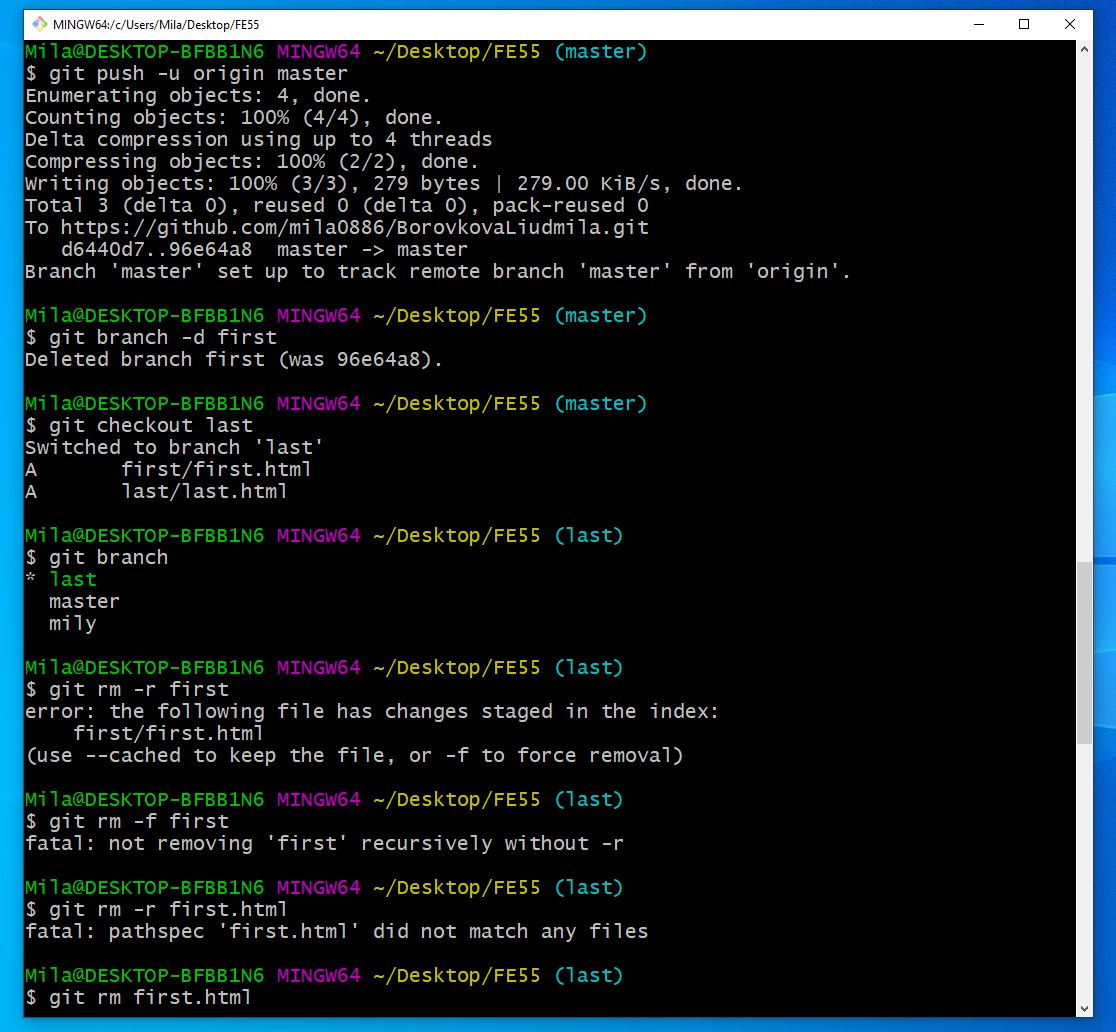 MINGW64:/c/Users/Mila/Desktop/FE55
Mila@DESKTOP-BFBB1N6 MINGW64 ~/Desktop/FE55 (master)
$ git push -u origin master
Enumerating objects: 4, done.
Counting objects: 100% (4/4), done.
Delta compression using up to 4 threads
Compressing objects: 100% (2/2), done.
Writing objects: 100% (3/3), 279 bytes | 279.00 KiB/s, done.
Total 3 (delta 0), reused 0 (delta 0), pack-reused 0
To https://github.com/mila0886/BorovkovaLiudmila.git
   d6440d7..96e64a8  master -> master
Branch 'master' set up to track remote branch 'master' from 'origin'.
Mila@DESKTOP-BFBB1N6 MINGW64 ~/Desktop/FE55 (master)
$ git branch -d first
Deleted branch first (was 96e64a8).
Mila@DESKTOP-BFBB1N6 MINGW64 ~/Desktop/FE55 (master)
$ git checkout last
Switched to branch 'last'
A       first/first.html
A       last/last.html
Mila@DESKTOP-BFBB1N6 MINGW64 ~/Desktop/FE55 (last)
$ git branch
* last
  master
  mily
Mila@DESKTOP-BFBB1N6 MINGW64 ~/Desktop/FE55 (last)
$ git rm -r first
error: the following file has changes staged in the index:
    first/first.html
(use --cached to keep the file, or -f to force removal)
Mila@DESKTOP-BFBB1N6 MINGW64 ~/Desktop/FE55 (last)
$ git rm -f first
fatal: not removing 'first' recursively without -r
Mila@DESKTOP-BFBB1N6 MINGW64 ~/Desktop/FE55 (last)
$ git rm -r first.html
fatal: pathspec 'first.html' did not match any files
Mila@DESKTOP-BFBB1N6 MINGW64 ~/Desktop/FE55 (last)
$ git rm first.html